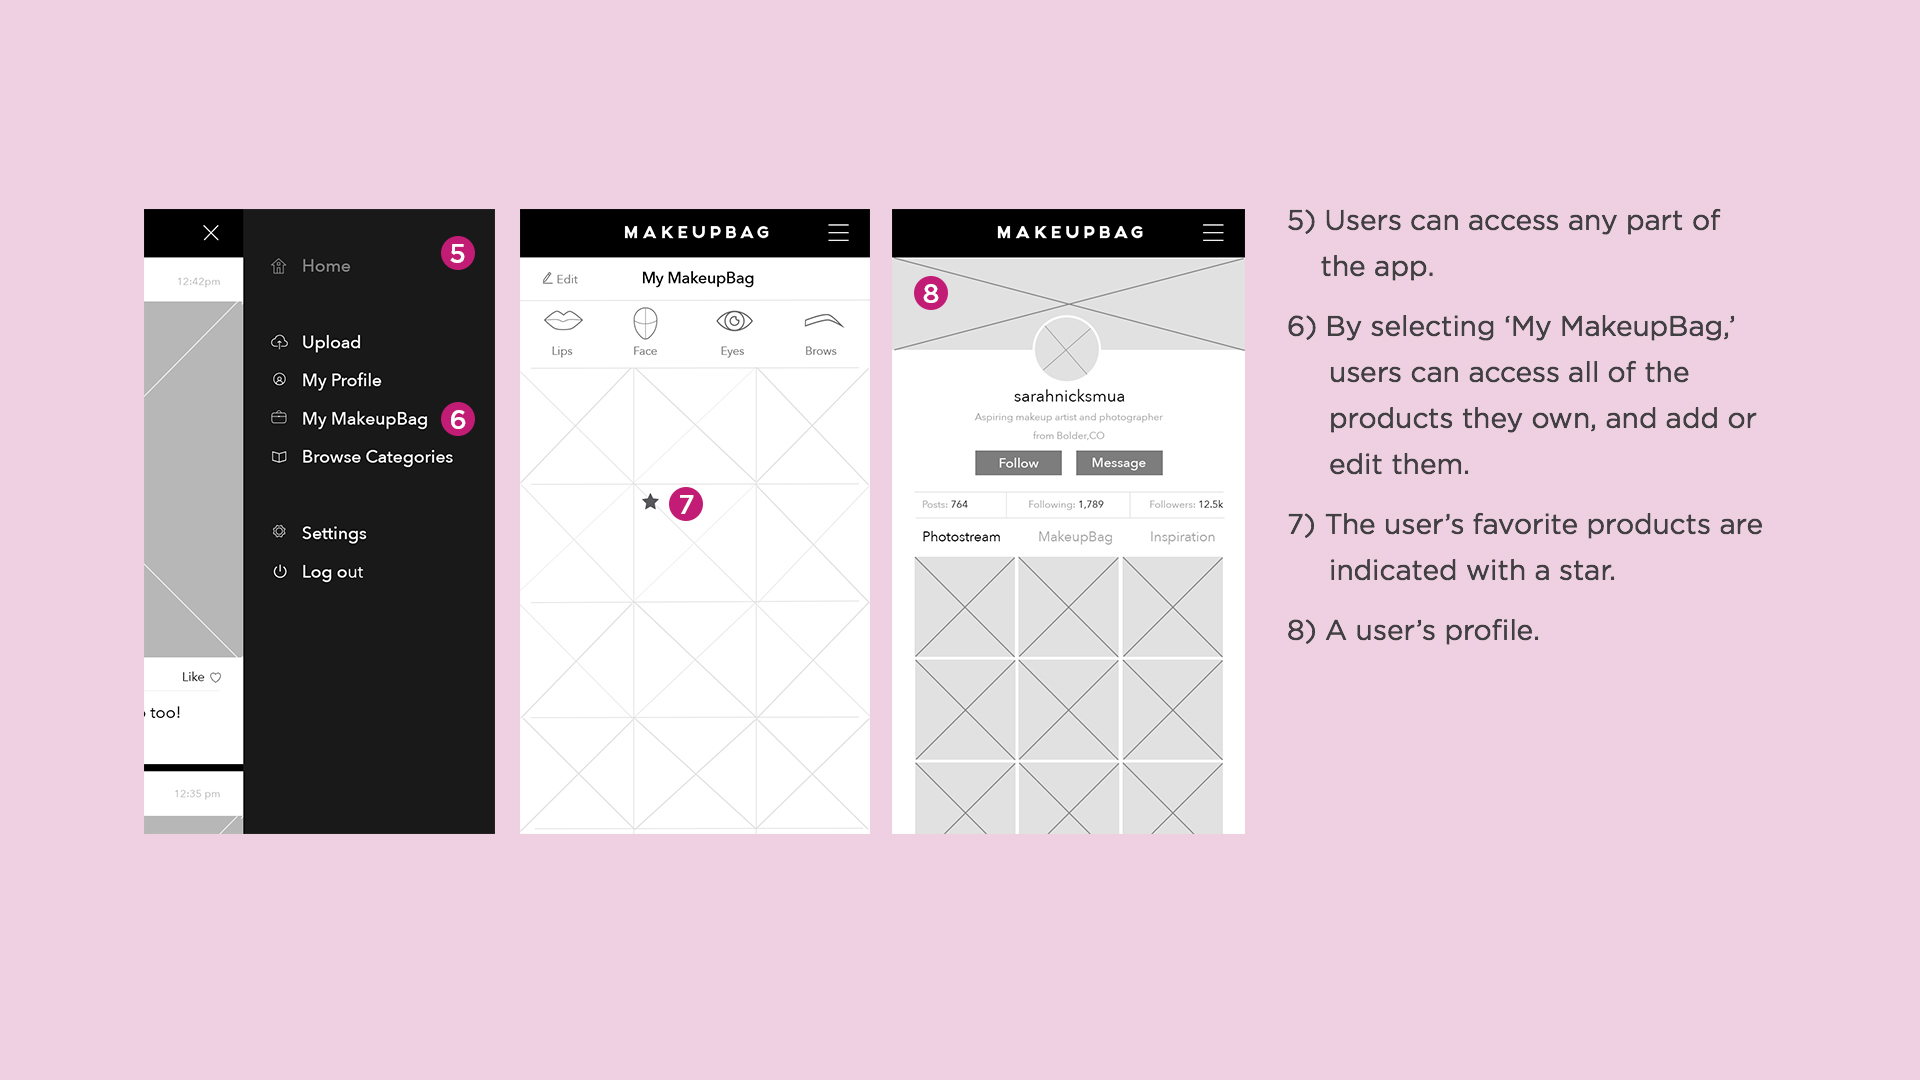 12:42pm
Like
too!
12:35 pm
5
Home
Upload
My Profile
My MakeupBag
6
Browse Categories
Settings
Log out
MAKEUPBAG
Edit
My MakeupBag
Lips Face Eyes Brows
7
MAKEUPBAG
8
sarahnicksmua
Aspiring makeup artist and photographer
from Bolder,CO
Follow Message
Posts: 764 Following: 1,789 Followers: 12.5k
Photostream MakeupBag Inspiration
5) Users can access any part of
the app.
6) By selecting ‘My MakeupBag,’
users can access all of the
products they own, and add or
edit them.
7) The user’s favorite products are
indicated with a star.
8) A user’s profile.